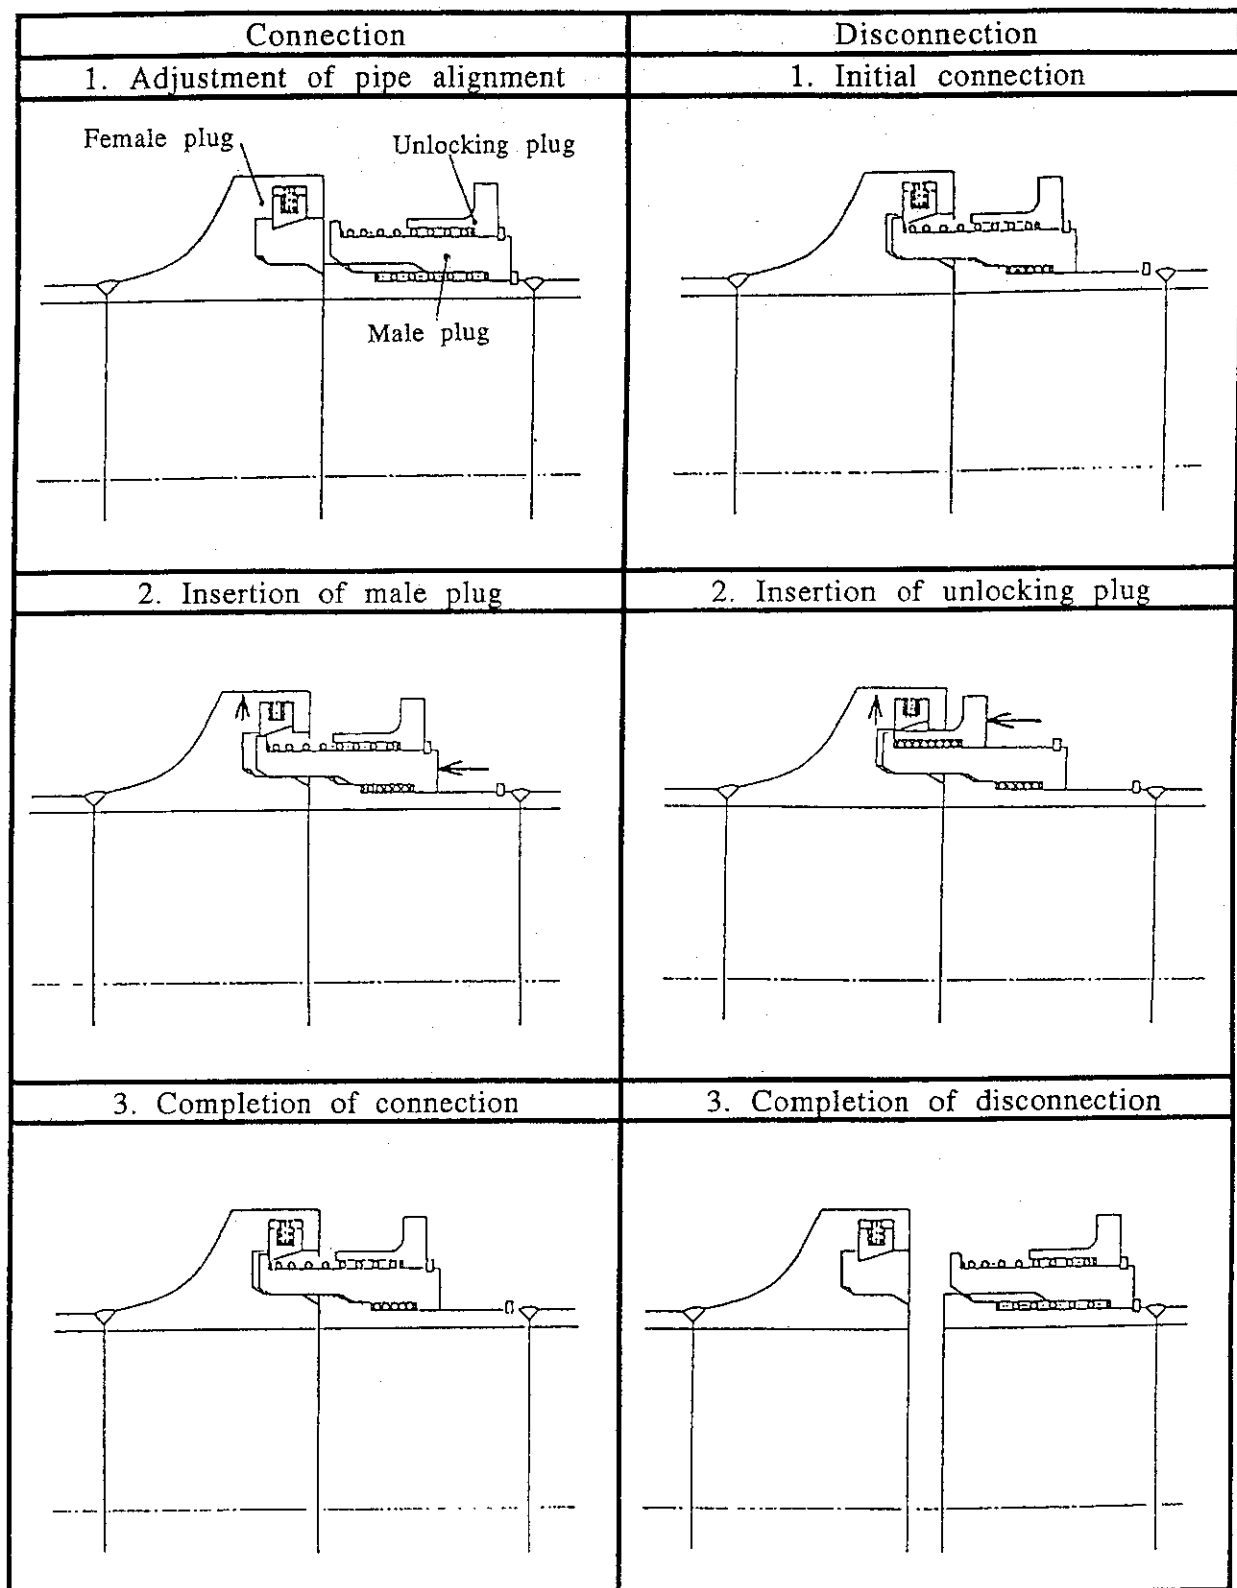 Connection
Disconnection
1. Adjustment of pipe alignment
1. Initial connection
Female plug
Unlocking plug
Male plug
2. Insertion of male plug
2. Insertion of unlocking plug
3. Completion of connection
3. Completion of disconnection